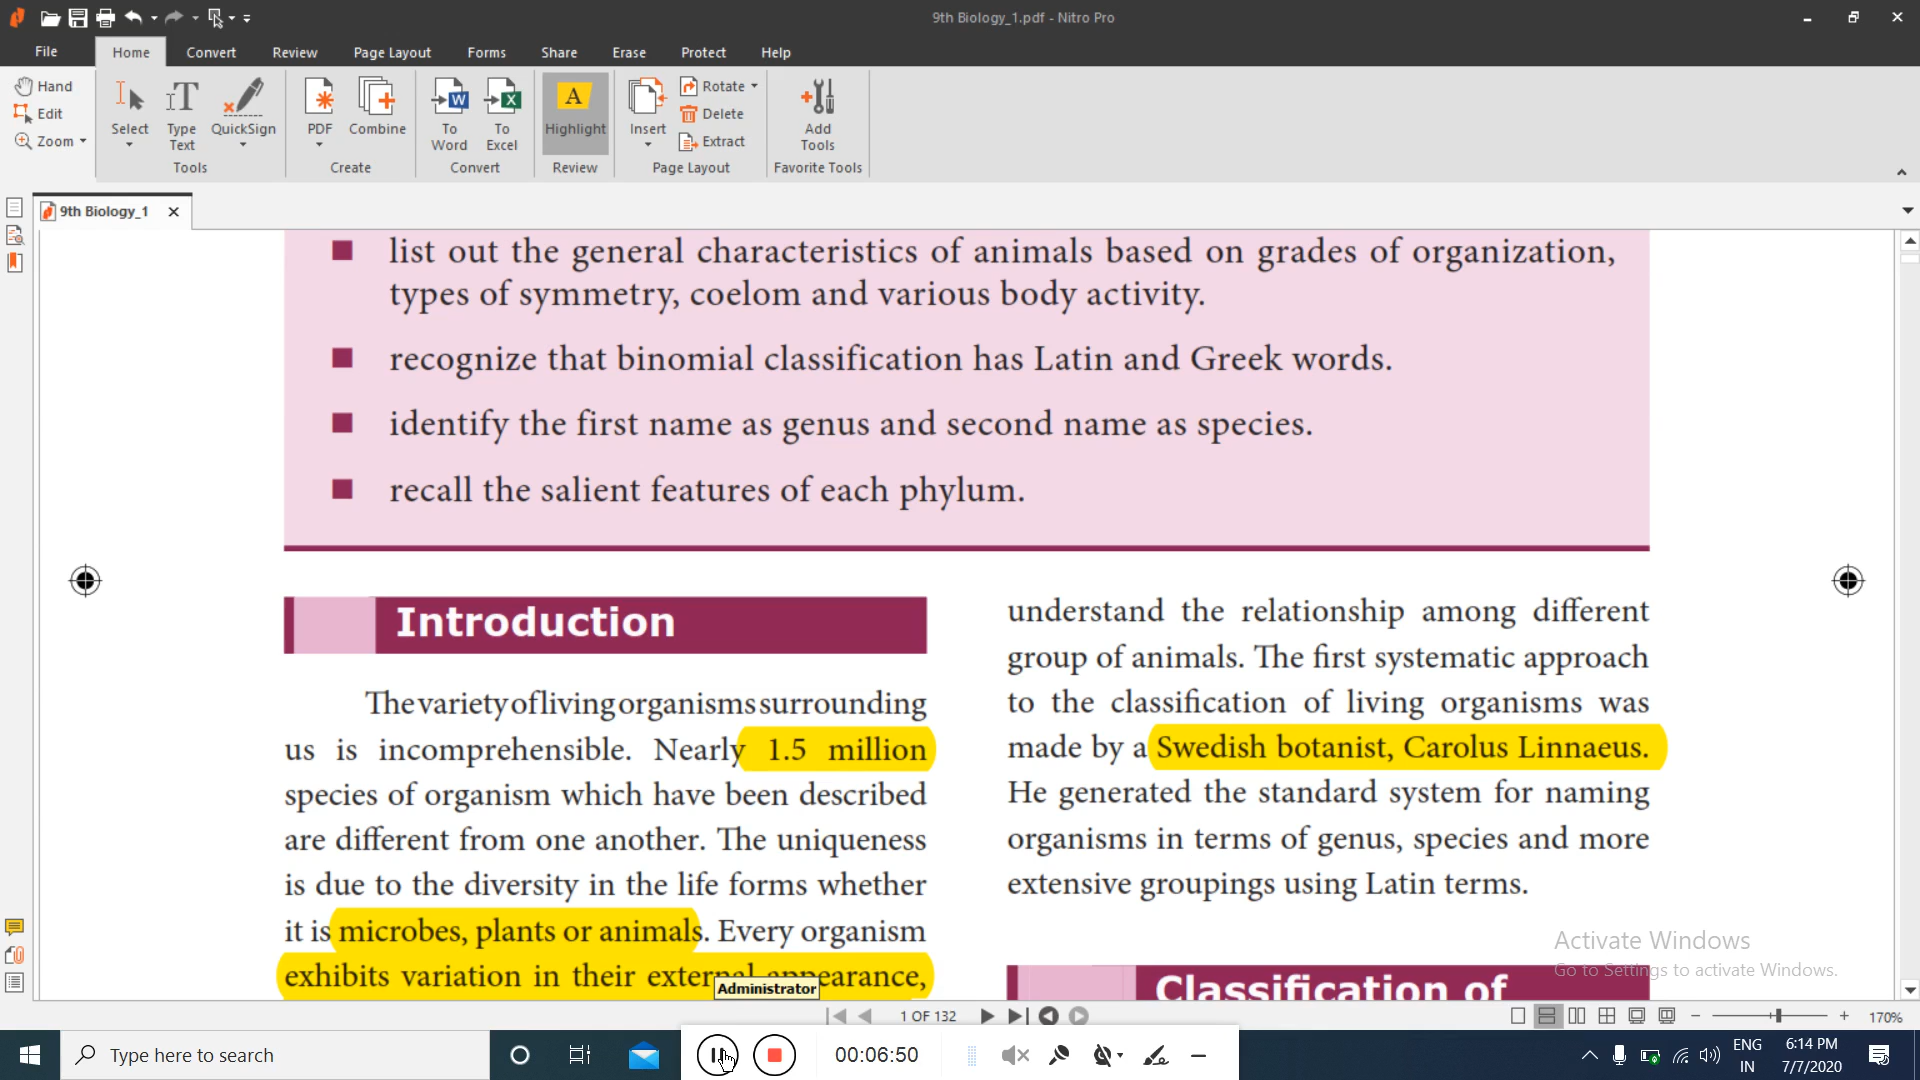 9th Biology_1.pdf - Nitro Pro
File Home Convert Review Page Layout Forms Share Erase Protect Help
Hand
Edit
Zoom
Select
Type Text
QuickSign
Tools
PDF
Combine
Create
To Word
To Excel
Convert
A
Highlight
Review
Insert
Rotate
Delete
Extract
Page Layout
Add Tools
Favorite Tools
9th Biology_1
list out the general characteristics of animals based on grades of organization,
types of symmetry, coelom and various body activity.
recognize that binomial classification has Latin and Greek words.
identify the first name as genus and second name as species.
recall the salient features of each phylum.
Introduction
The variety of living organisms surrounding
us is incomprehensible. Nearly 1.5 million
species of organism which have been described
are different from one another. The uniqueness
is due to the diversity in the life forms whether
it is microbes, plants or animals. Every organism
exhibits variation in their external appearance,
Administrator
understand the relationship among different
group of animals. The first systematic approach
to the classification of living organisms was
made by a Swedish botanist, Carolus Linnaeus.
He generated the standard system for naming
organisms in terms of genus, species and more
extensive groupings using Latin terms.
Classification of
Activate Windows
Go to Settings to activate Windows.
1 OF 132
170%
Type here to search
00:06:50
ENG
IN
6:14 PM
7/7/2020